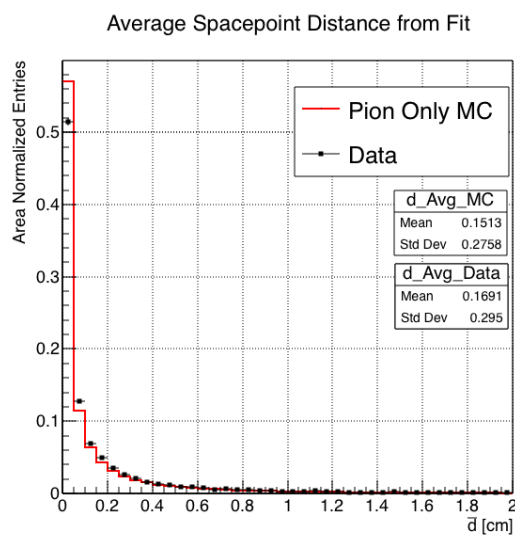 Average Spacepoint Distance from Fit
Area Normalized Entries
Pion Only MC
Data
d_Avg_MC
Mean 0.1513
Std Dev 0.2758
d_Avg_Data
Mean 0.1691
Std Dev 0.295
0.5
0.4
0.3
0.2
0.1
0
0 0.2 0.4 0.6 0.8 1.0 1.2 1.4 1.6 1.8 2
d̅ [cm]